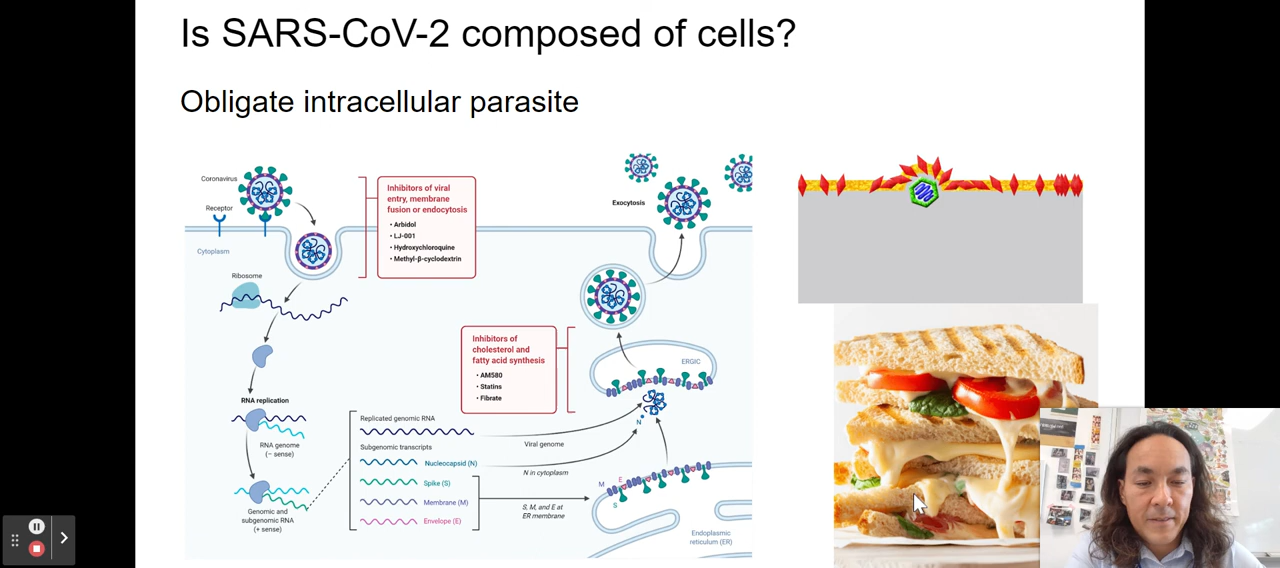 Is SARS-CoV-2 composed of cells?
Obligate intracellular parasite
Coronavirus
Receptor
Cytoplasm
Ribosome
RNA replication
RNA genome
(− sense)
Genomic and
subgenomic RNA
(+ sense)
Inhibitors of viral
entry, membrane
fusion or endocytosis
• Arbidol
• LJ-001
• Hydroxychloroquine
• Methyl-β-cyclodextrin
Inhibitors of
cholesterol and
fatty acid synthesis
• AM580
• Statins
• Fibrate
Replicated genomic RNA
Subgenomic transcripts
Nucleocapsid (N)
Spike (S)
Membrane (M)
Envelope (E)
Viral genome
N in cytoplasm
S, M, and E at
ER membrane
Exocytosis
ERGIC
N
M
E
S
Endoplasmic
reticulum (ER)